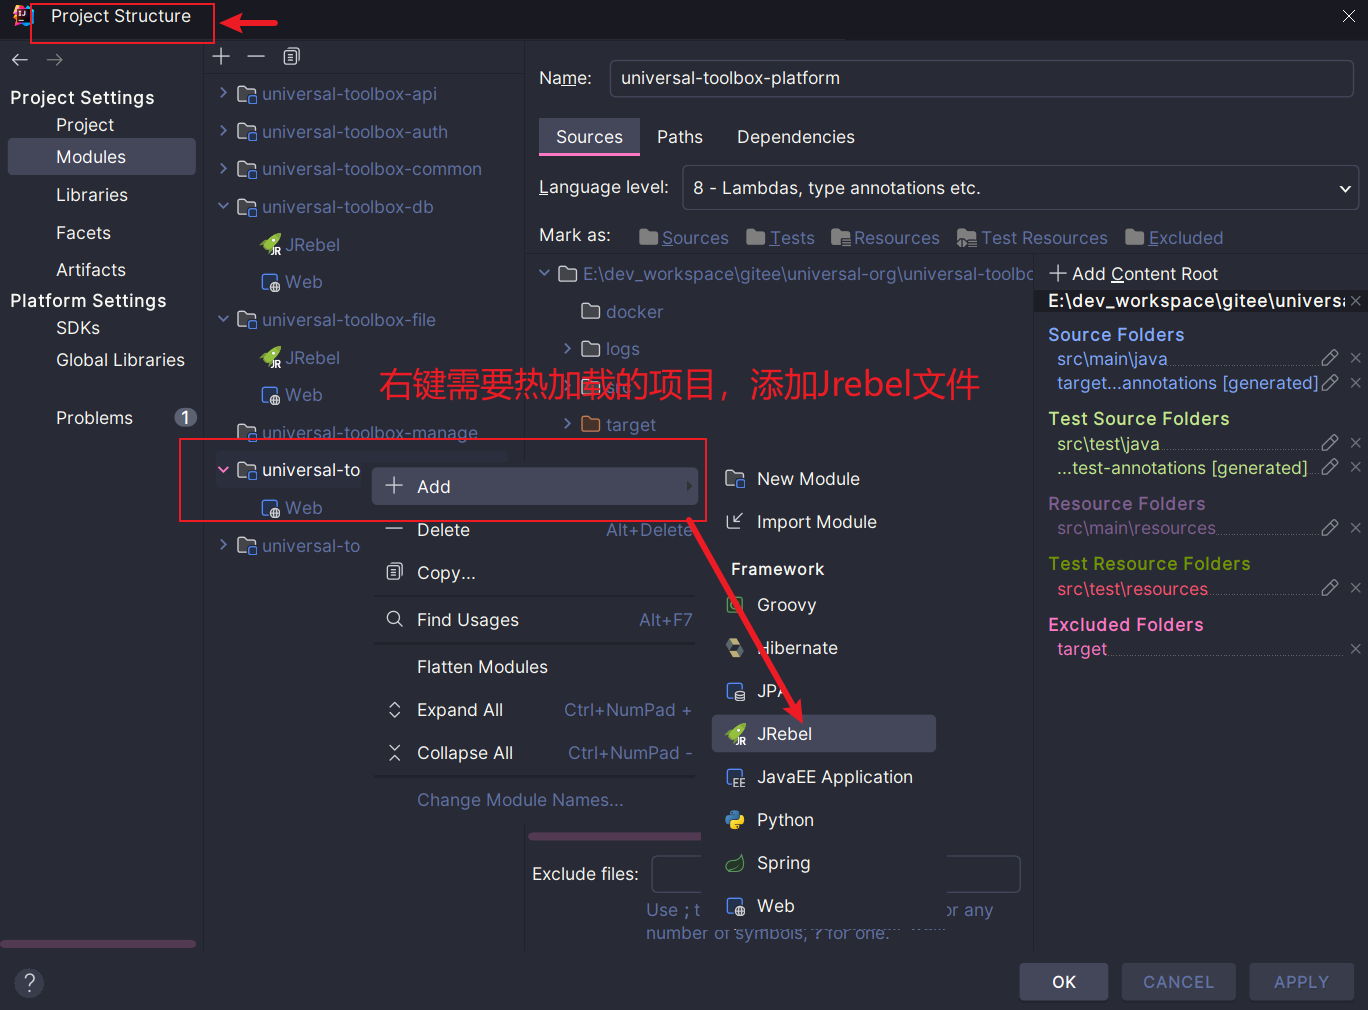 Project Structure
Project Settings
Project
Modules
Libraries
Facets
Artifacts
Platform Settings
SDKs
Global Libraries
Problems
1
universal-toolbox-api
universal-toolbox-auth
universal-toolbox-common
universal-toolbox-db
JRebel
Web
universal-toolbox-file
JRebel
Web
universal-toolbox-manage
universal-to
Web
universal-to
Name:
universal-toolbox-platform
Sources
Paths
Dependencies
Language level:
8 - Lambdas, type annotations etc.
Mark as:
Sources
Tests
Resources
Test Resources
Excluded
E:\dev_workspace\gitee\universal-org\universal-toolbo
docker
logs
右键需要热加载的项目，添加Jrebel文件
target
Add Content Root
E:\dev_workspace\gitee\univers
Source Folders
src\main\java
target...annotations [generated]
Test Source Folders
src\test\java
...test-annotations [generated]
Resource Folders
src\main\resources
Test Resource Folders
src\test\resources
Excluded Folders
target
Add
Delete Alt+Delete
Copy...
Find Usages Alt+F7
Flatten Modules
Expand All Ctrl+NumPad +
Collapse All Ctrl+NumPad -
Change Module Names...
New Module
Import Module
Framework
Groovy
Hibernate
JPA
JRebel
JavaEE Application
Python
Spring
Web
Exclude files:
Use ; t
or any
number of symbols, ? for one.
?
OK
CANCEL
APPLY